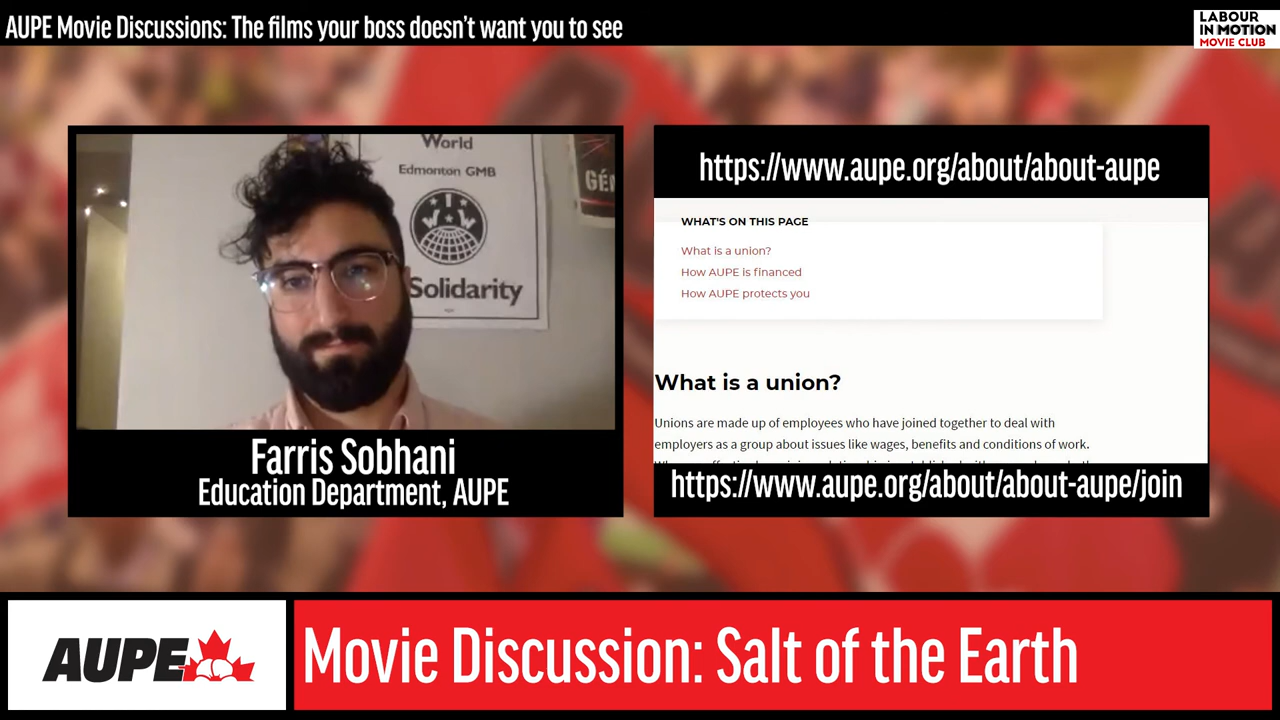 AUPE Movie Discussions: The films your boss doesn't want you to see
LABOUR
IN MOTION
MOVIE CLUB
World
Edmonton GMB
Solidarity
GÉN
Farris Sobhani
Education Department, AUPE
https://www.aupe.org/about/about-aupe
WHAT'S ON THIS PAGE
What is a union?
How AUPE is financed
How AUPE protects you
What is a union?
Unions are made up of employees who have joined together to deal with
employers as a group about issues like wages, benefits and conditions of work.
https://www.aupe.org/about/about-aupe/join
AUPE
Movie Discussion: Salt of the Earth